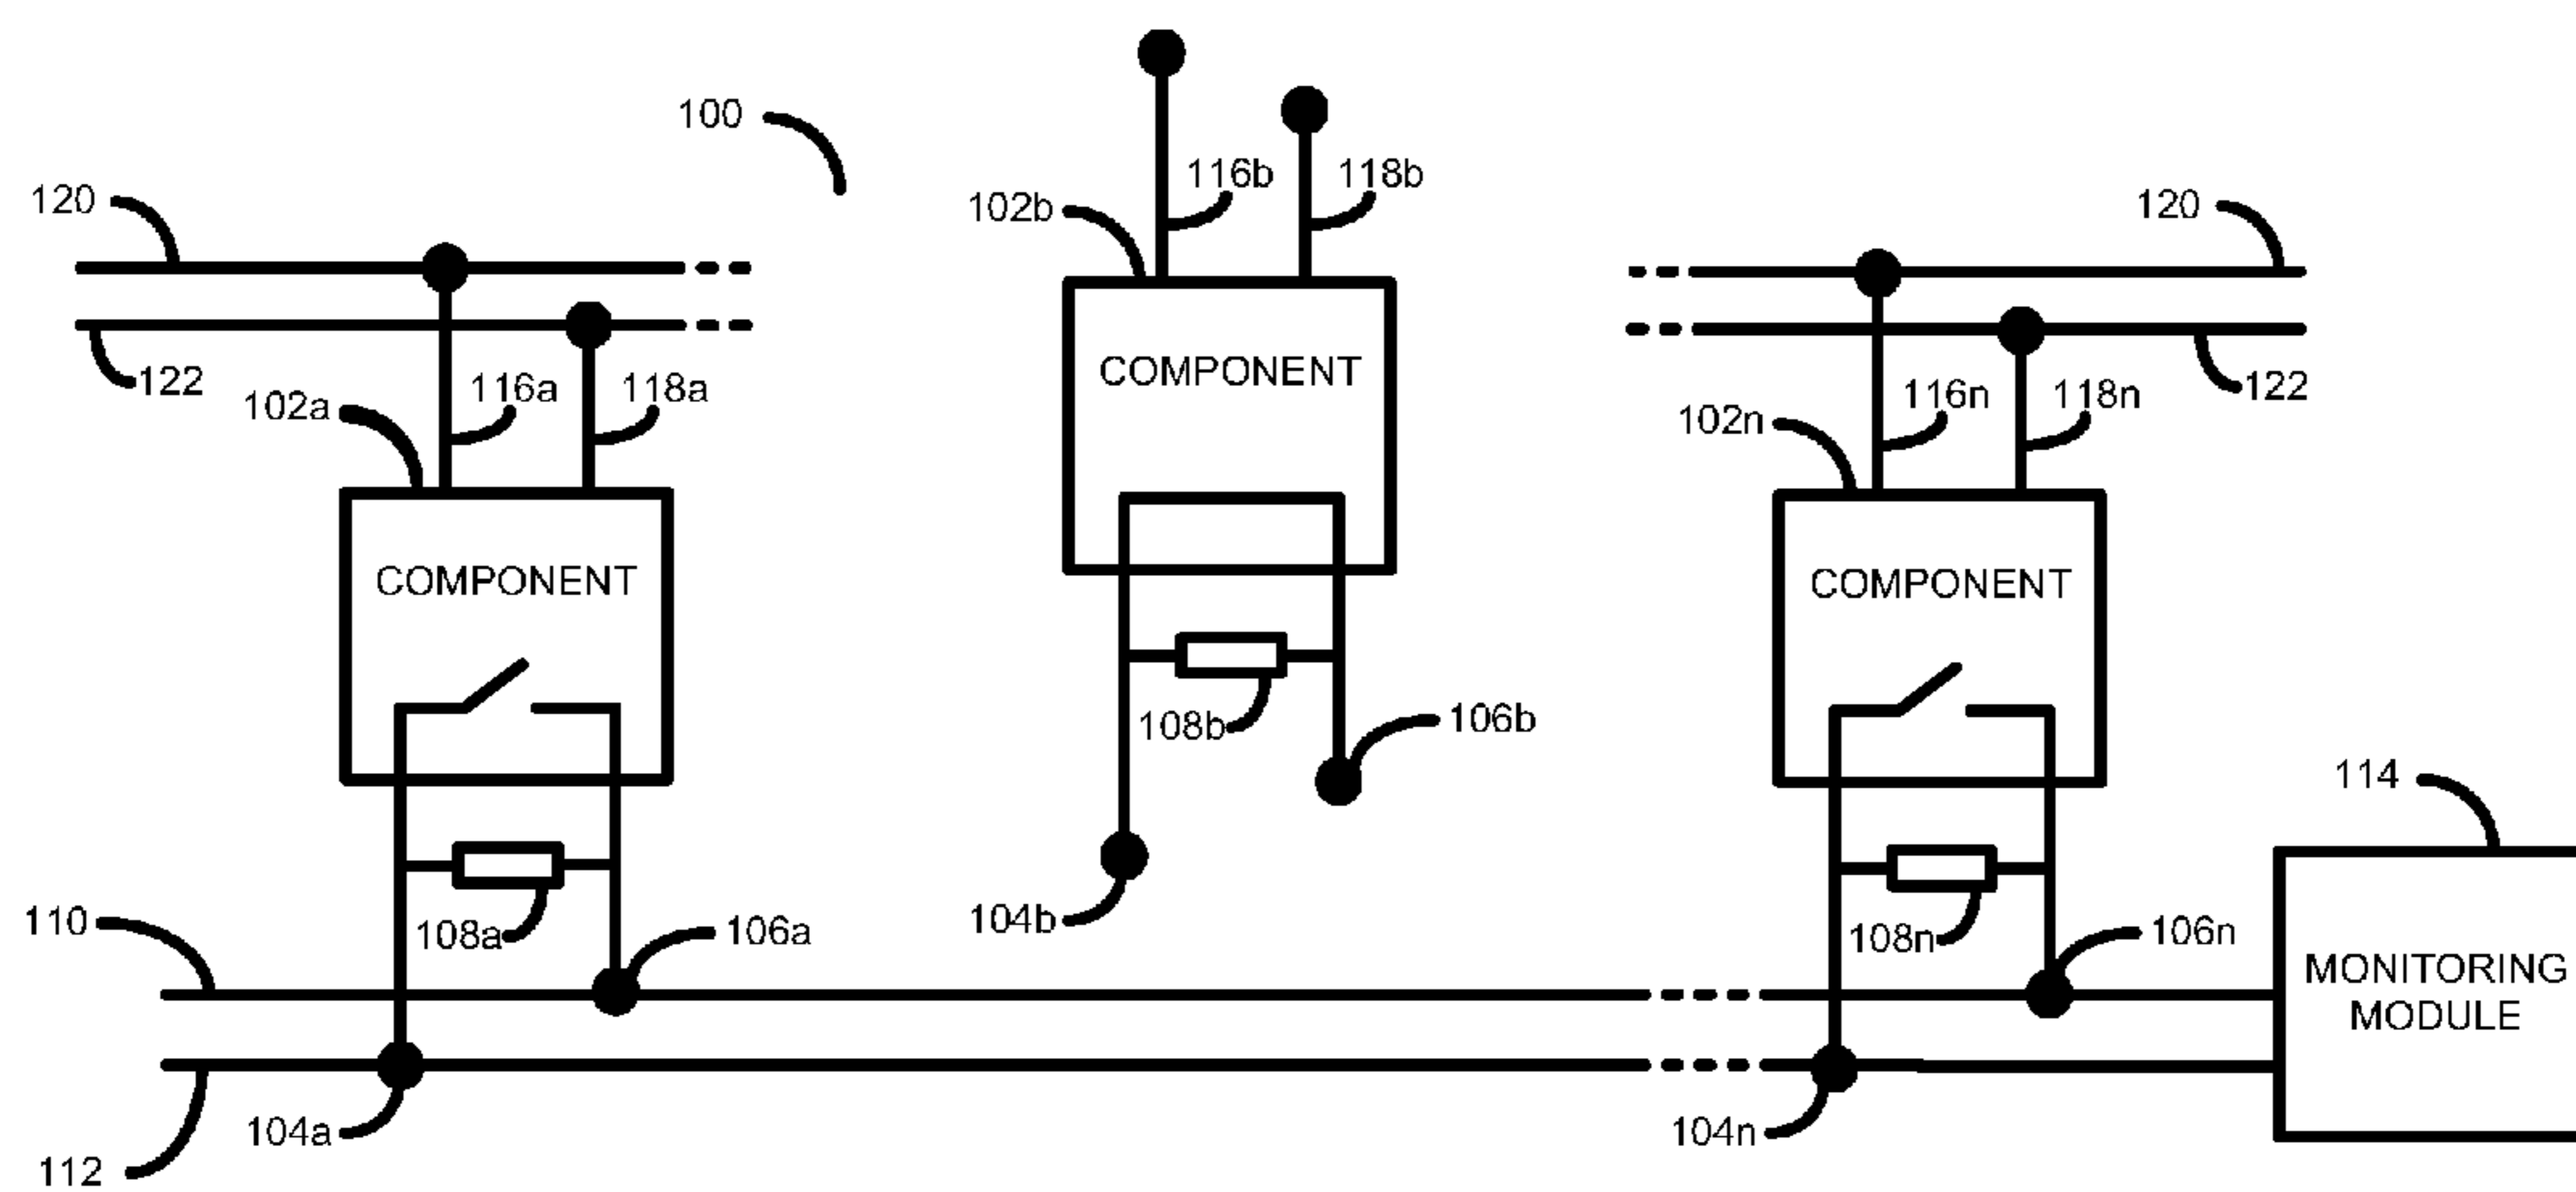 100
116b
118b
102b
120
120
122
116a
118a
102a
122
116n
118n
102n
COMPONENT
COMPONENT
COMPONENT
108b
106b
114
104b
110
108a
106a
108n
106n
MONITORING
MODULE
104a
104n
112